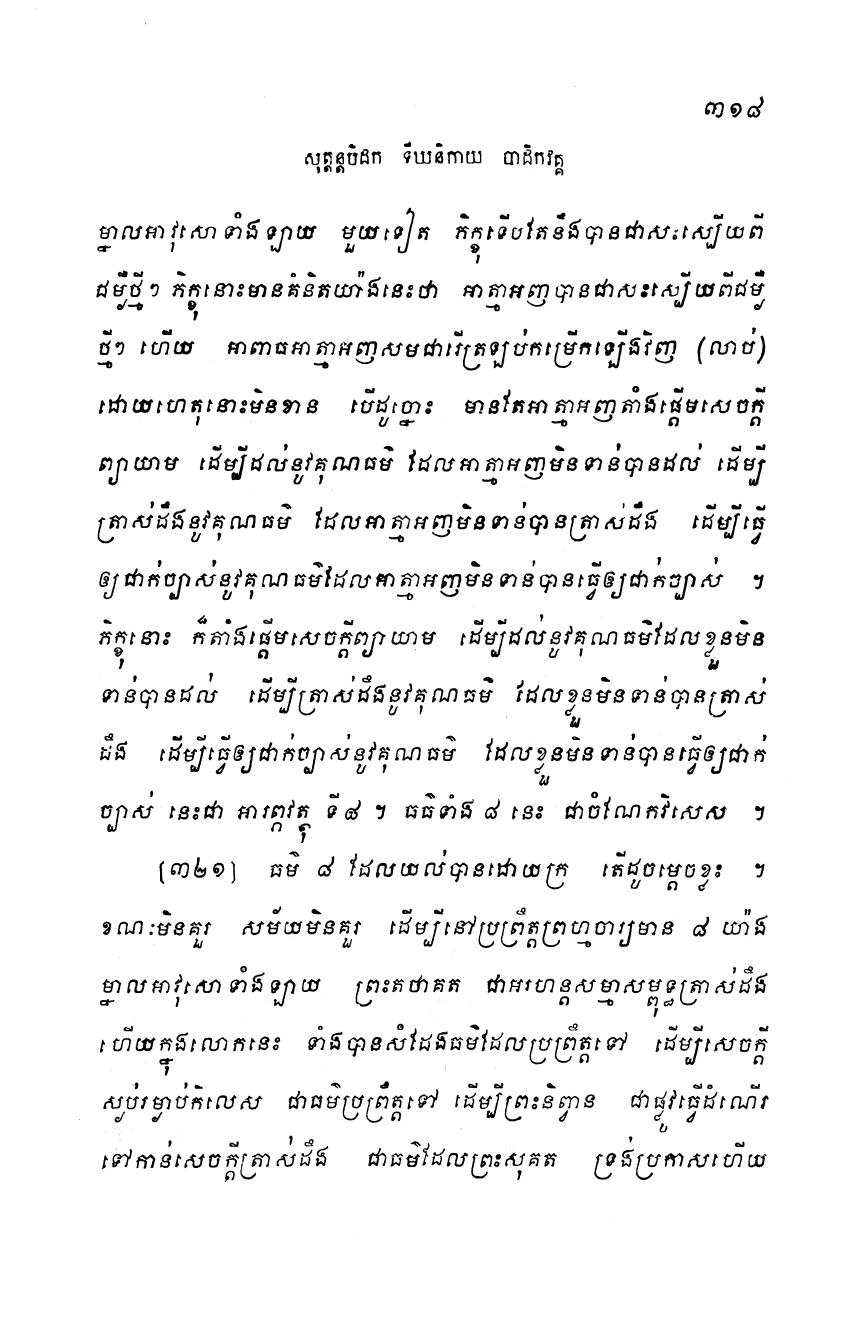 ៣១៨
សុត្តន្តបិដក ទីឃនិកាយ បាដិកវគ្គ
ម្នាលអាវុសោទាំងឡាយ មួយទៀត ភិក្ខុទើបតែនឹងបានជាសះស្បើយពី
ជម្ងឺថ្មីៗ ភិក្ខុនោះមានគំនិតយ៉ាងនេះថា អាត្មាអញបានជាសះស្បើយពីជម្ងឺ
ថ្មីៗ ហើយ អាពាធអាត្មាអញសមជារើត្រឡប់កម្រើកឡើងវិញ (លាប់)
ដោយហេតុនោះមិនខាន បើដូច្នោះ មានតែអាត្មាអញតាំងផ្តើមសេចក្តី
ព្យាយាម ដើម្បីដល់នូវគុណធម៌ ដែលអាត្មាអញមិនទាន់បានដល់ ដើម្បី
ត្រាស់ដឹងនូវគុណធម៌ ដែលអាត្មាអញមិនទាន់បានត្រាស់ដឹង ដើម្បីធ្វើ
ឲ្យជាក់ច្បាស់នូវគុណធម៌ដែលអាត្មាអញមិនទាន់បានធ្វើឲ្យជាក់ច្បាស់ ។
ភិក្ខុនោះ ក៏តាំងផ្តើមសេចក្តីព្យាយាម ដើម្បីដល់នូវគុណធម៌ដែលខ្លួនមិន
ទាន់បានដល់ ដើម្បីត្រាស់ដឹងនូវគុណធម៌ ដែលខ្លួនមិនទាន់បានត្រាស់
ដឹង ដើម្បីធ្វើឲ្យជាក់ច្បាស់នូវគុណធម៌ ដែលខ្លួនមិនទាន់បានធ្វើឲ្យជាក់
ច្បាស់ នេះជា អារព្ភវត្ថុ ទី៨ ។ ធម៌ទាំង ៨ នេះ ជាចំណែកវិសេស ។
[៣២១] ធម៌ ៨ ដែលយល់បានដោយក្រ តើដូចម្តេចខ្លះ ។
ខណៈមិនគួរ សម័យមិនគួរ ដើម្បីនៅប្រព្រឹត្តព្រហ្មចារ្យមាន ៨ យ៉ាង
ម្នាលអាវុសោទាំងឡាយ ព្រះតថាគត ជាអរហន្តសម្មាសម្ពុទ្ធត្រាស់ដឹង
ហើយក្នុងលោកនេះ ទាំងបានសំដែងធម៌ដែលប្រព្រឹត្តទៅ ដើម្បីសេចក្តី
ស្ងប់រម្ងាប់កិលេស ជាធម៌ប្រព្រឹត្តទៅ ដើម្បីព្រះនិព្វាន ជាផ្លូវធ្វើដំណើរ
ទៅកាន់សេចក្តីត្រាស់ដឹង ជាធម៌ដែលព្រះសុគត ទ្រង់ប្រកាសហើយ